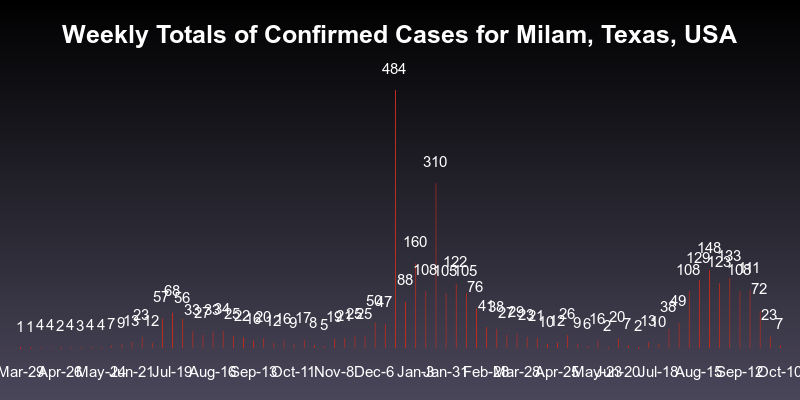 Weekly Totals of Confirmed Cases for Milam, Texas, USA
1 1 4 4 2 4 3 4 4 7 9 13 23 12 57 68 56 33 27 33 34 25 22 16 20 12 16 9 17 8 5 19 21 25 25 50 47 484 88 160 108 310 105 122 105 76 41 38 27 29 23 21 10 12 26 9 6 16 2 20 7 2 13 10 38 49 108 129 148 123 133 108 111 72 23 7
Mar-29 Apr-26 May-24 Jun-21 Jul-19 Aug-16 Sep-13 Oct-11 Nov-8 Dec-6 Jan-3 Jan-31 Feb-28 Mar-28 Apr-25 May-23 Jun-20 Jul-18 Aug-15 Sep-12 Oct-10